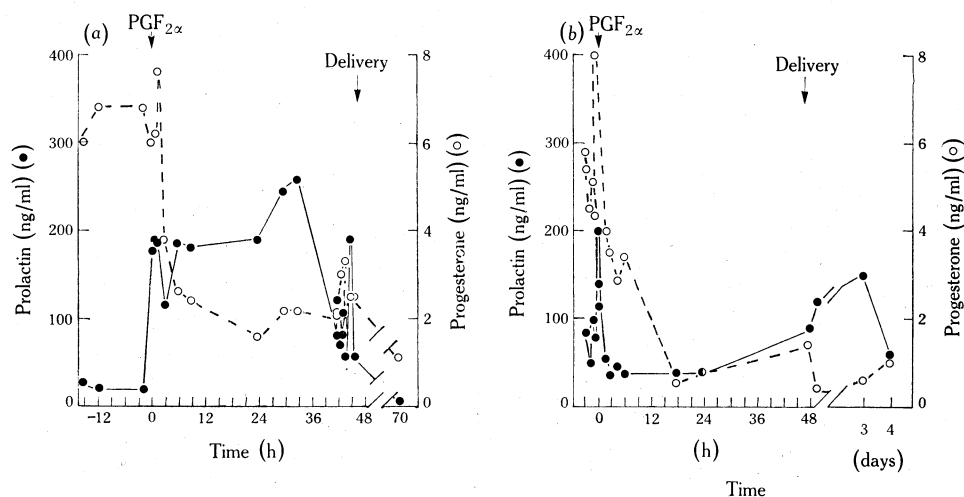 (a)
PGF2α
Delivery
400
300
200
100
0
8
6
4
2
0
Prolactin (ng/ml) (●)
Progesterone (ng/ml) (○)
−12 0 12 24 36 48 70
Time (h)
(b)
PGF2α
Delivery
400
300
200
100
0
8
6
4
2
0
Prolactin (ng/ml) (●)
Progesterone (ng/ml) (○)
0 12 24 36 48 3 4
(h) (days)
Time